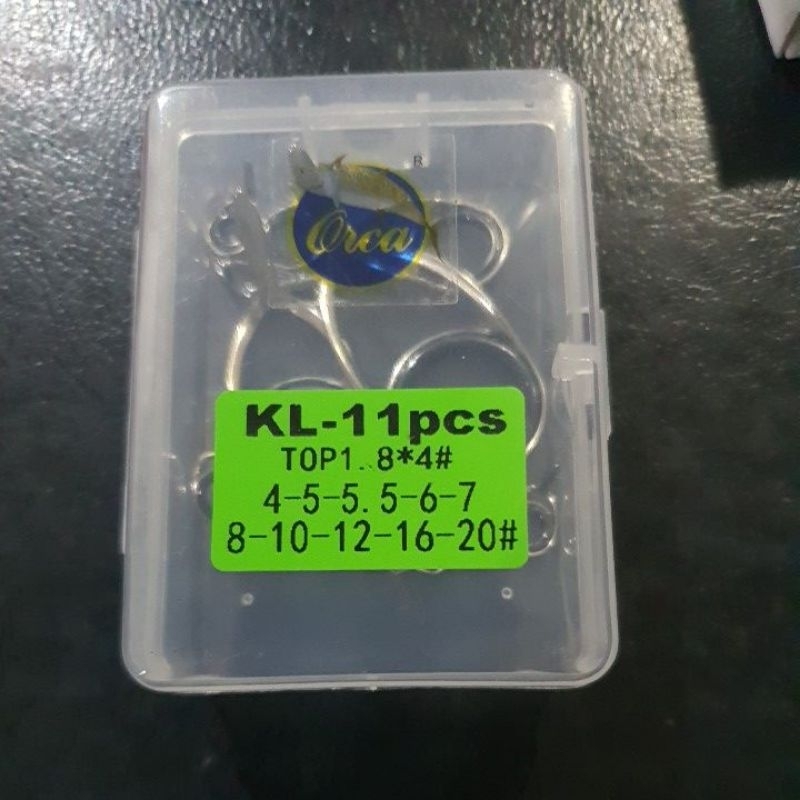 R
Orca
KL-11pcs
TOP1.8*4#
4-5-5.5-6-7
8-10-12-16-20#